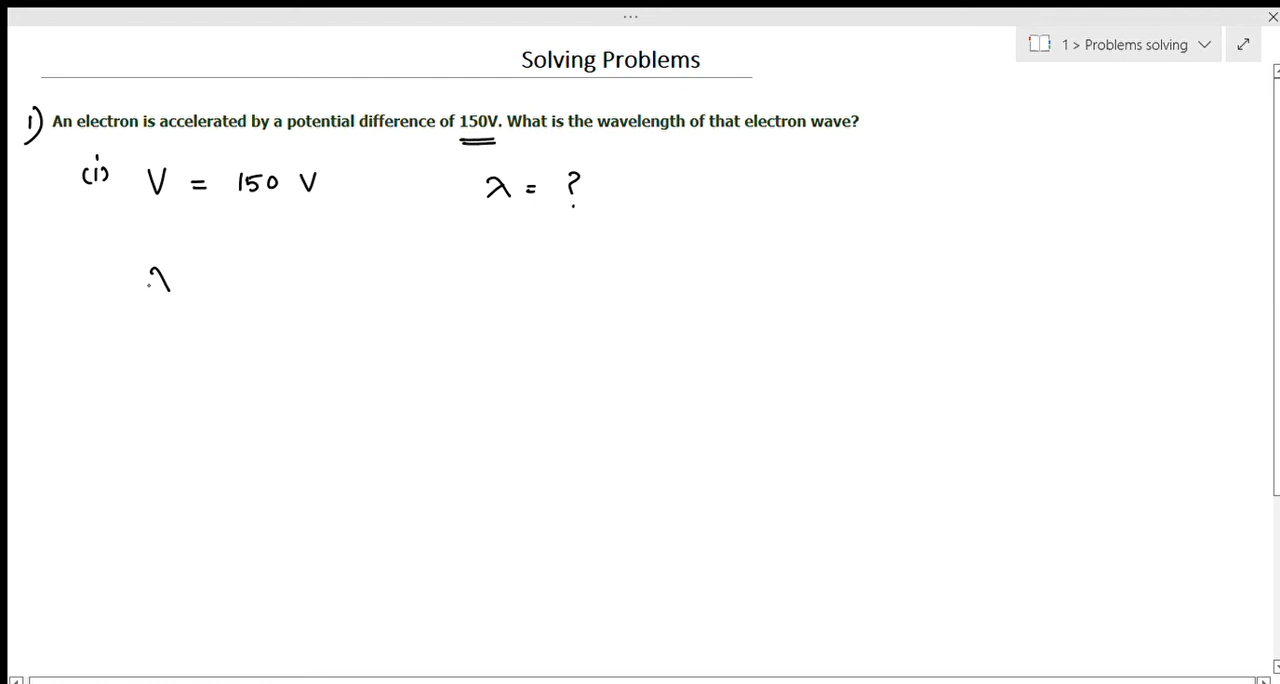 ...
1 > Problems solving
Solving Problems
1) An electron is accelerated by a potential difference of 150V. What is the wavelength of that electron wave?
(i) V = 150 V λ = ?
λ